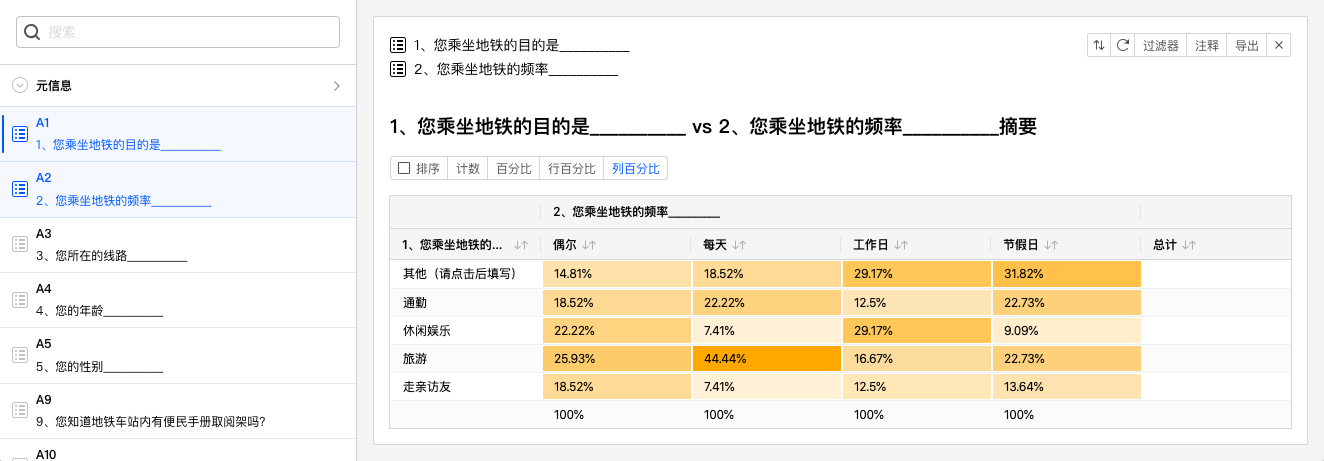 搜索
元信息
A1
1、您乘坐地铁的目的是__________
A2
2、您乘坐地铁的频率__________
A3
3、您所在的线路__________
A4
4、您的年龄__________
A5
5、您的性别__________
A9
9、您知道地铁车站内有便民手册取阅架吗?
A10
1、您乘坐地铁的目的是__________
2、您乘坐地铁的频率__________
过滤器 注释 导出
1、您乘坐地铁的目的是__________ vs 2、您乘坐地铁的频率__________摘要
排序 计数 百分比 行百分比 列百分比
2、您乘坐地铁的频率__________
1、您乘坐地铁的... 偶尔 每天 工作日 节假日 总计
其他（请点击后填写） 14.81% 18.52% 29.17% 31.82%
通勤 18.52% 22.22% 12.5% 22.73%
休闲娱乐 22.22% 7.41% 29.17% 9.09%
旅游 25.93% 44.44% 16.67% 22.73%
走亲访友 18.52% 7.41% 12.5% 13.64%
100% 100% 100% 100%